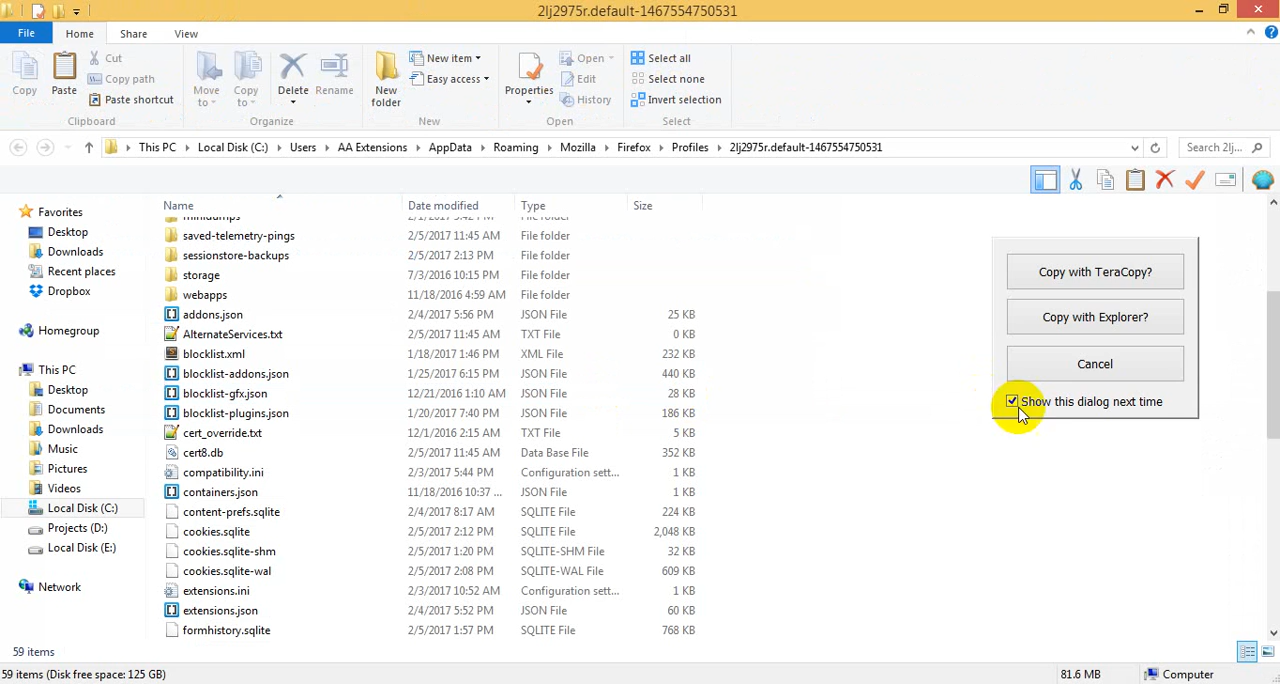 2lj2975r.default-1467554750531
File Home Share View
Copy
Paste
Cut
Copy path
Paste shortcut
Clipboard
Move to
Copy to
Delete
Rename
Organize
New folder
New item
Easy access
New
Properties
Open
Edit
History
Open
Select all
Select none
Invert selection
Select
This PC Local Disk (C:) Users AA Extensions AppData Roaming Mozilla Firefox Profiles 2lj2975r.default-1467554750531
Search 2lj...
Favorites
Desktop
Downloads
Recent places
Dropbox
Homegroup
This PC
Desktop
Documents
Downloads
Music
Pictures
Videos
Local Disk (C:)
Projects (D:)
Local Disk (E:)
Network
Name Date modified Type Size
minidumps 2/1/2017 5:42 PM File folder
saved-telemetry-pings 2/5/2017 11:45 AM File folder
sessionstore-backups 2/5/2017 2:13 PM File folder
storage 7/3/2016 10:15 PM File folder
webapps 11/18/2016 4:59 AM File folder
addons.json 2/4/2017 5:56 PM JSON File 25 KB
AlternateServices.txt 2/5/2017 11:45 AM TXT File 0 KB
blocklist.xml 1/18/2017 1:46 PM XML File 232 KB
blocklist-addons.json 1/25/2017 6:15 PM JSON File 440 KB
blocklist-gfx.json 12/21/2016 1:10 AM JSON File 28 KB
blocklist-plugins.json 1/20/2017 7:40 PM JSON File 186 KB
cert_override.txt 12/1/2016 2:15 AM TXT File 5 KB
cert8.db 2/5/2017 11:45 AM Data Base File 352 KB
compatibility.ini 2/3/2017 5:44 PM Configuration sett... 1 KB
containers.json 11/18/2016 10:37 ... JSON File 1 KB
content-prefs.sqlite 2/4/2017 8:17 AM SQLITE File 224 KB
cookies.sqlite 2/5/2017 2:12 PM SQLITE File 2,048 KB
cookies.sqlite-shm 2/5/2017 1:20 PM SQLITE-SHM File 32 KB
cookies.sqlite-wal 2/5/2017 2:08 PM SQLITE-WAL File 609 KB
extensions.ini 2/3/2017 10:52 AM Configuration sett... 1 KB
extensions.json 2/4/2017 5:52 PM JSON File 60 KB
formhistory.sqlite 2/5/2017 1:57 PM SQLITE File 768 KB
Copy with TeraCopy?
Copy with Explorer?
Cancel
Show this dialog next time
59 items
59 items (Disk free space: 125 GB) 81.6 MB Computer